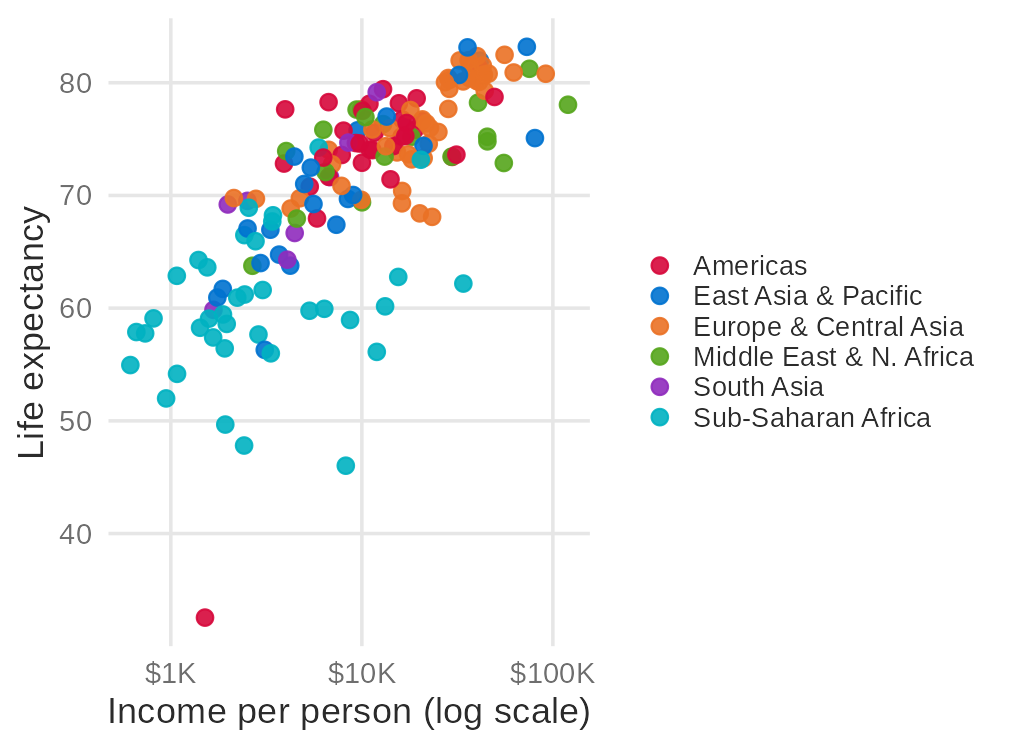 80
70
60
50
40
Life expectancy
$1K
$10K
$100K
Income per person (log scale)
Americas
East Asia & Pacific
Europe & Central Asia
Middle East & N. Africa
South Asia
Sub-Saharan Africa